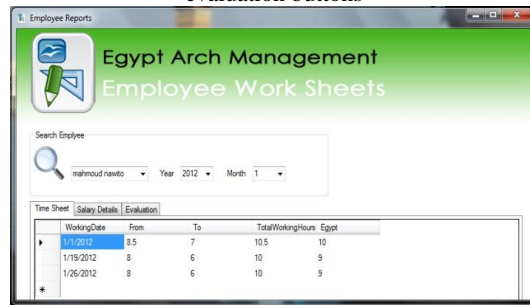 evaluation buttons
Employee Reports
Egypt Arch Management
Employee Work Sheets
Search Emplyee
mahmoud nawito Year 2012 Month 1
Time Sheet Salary Details Evaluation
WorkingDate From To TotalWorkingHours Egypt
1/1/2012 8.5 7 10.5 10
1/19/2012 8 6 10 9
1/26/2012 8 6 10 9
*